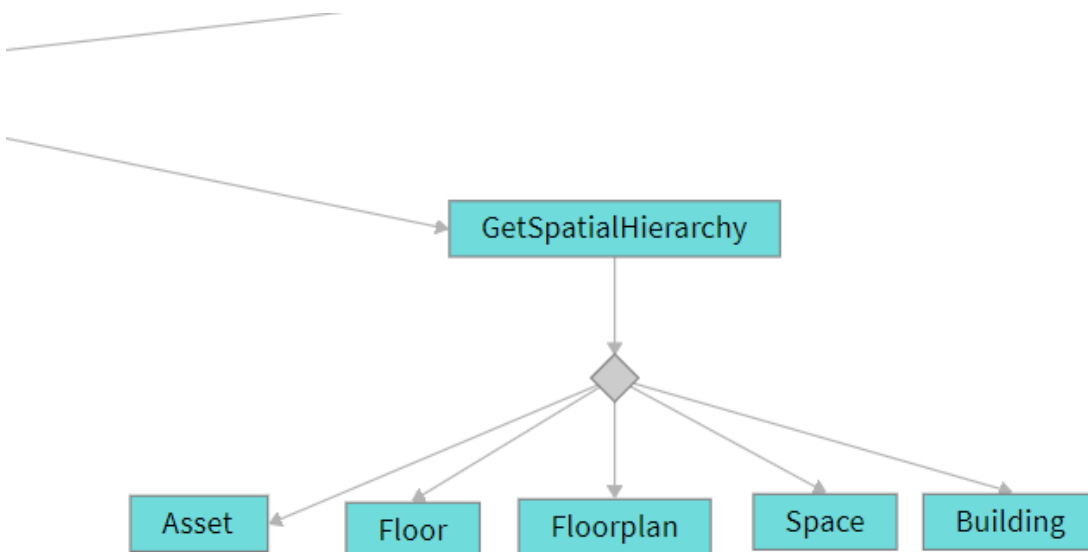 GetSpatialHierarchy
Asset
Floor
Floorplan
Space
Building